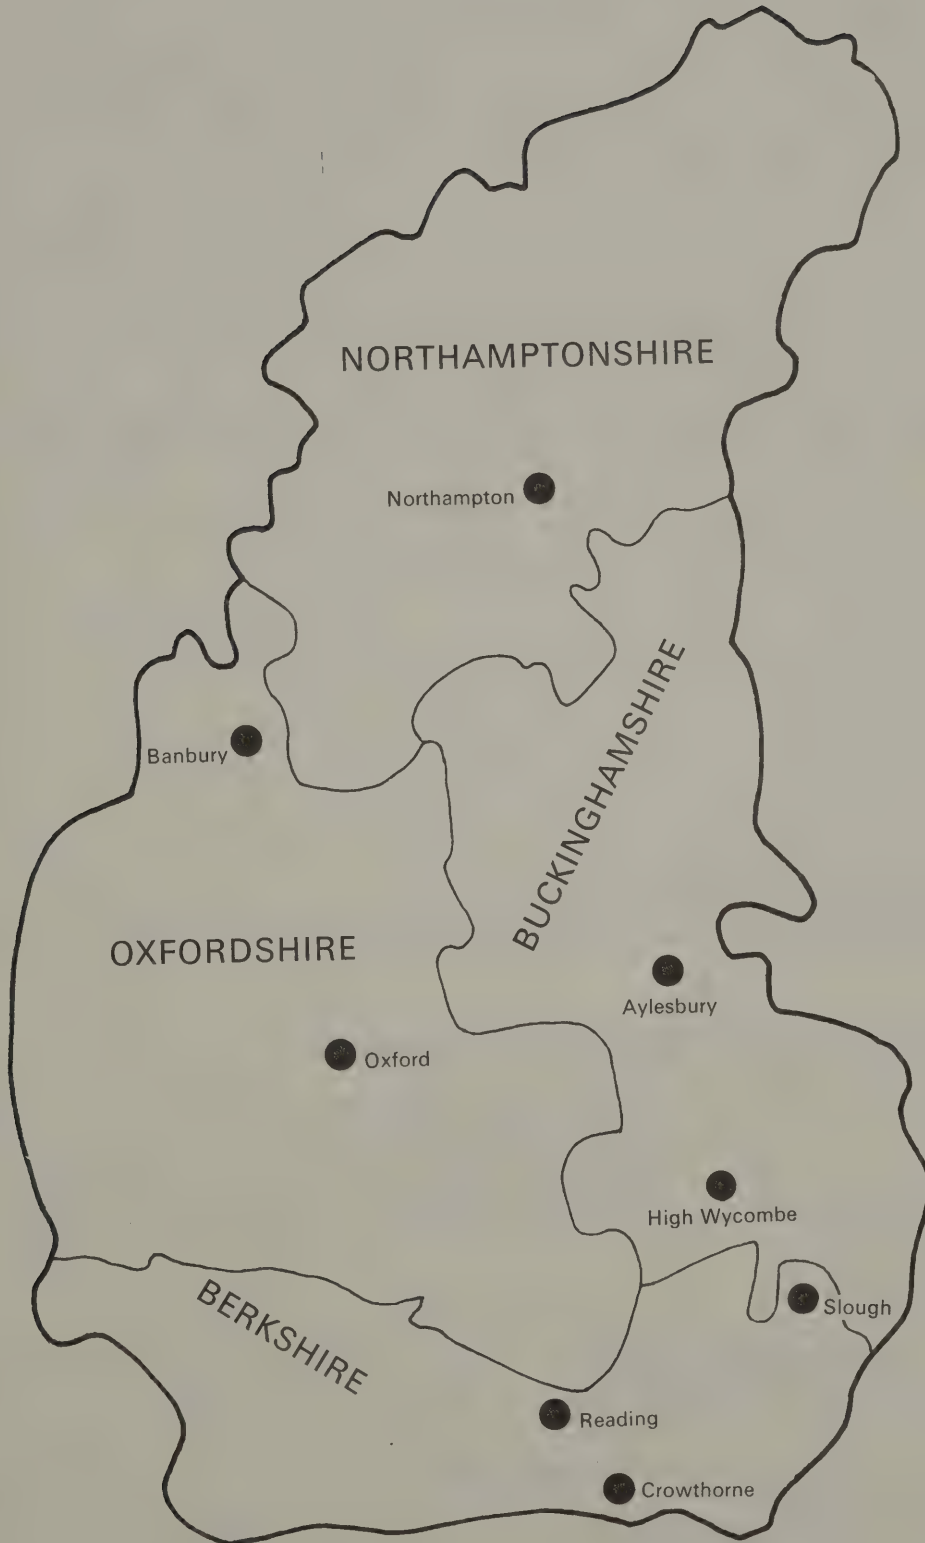 NORTHAMPTONSHIRE
Northampton
BUCKINGHAMSHIRE
Banbury
OXFORDSHIRE
Aylesbury
Oxford
High Wycombe
BERKSHIRE
Slough
Reading
Crowthorne